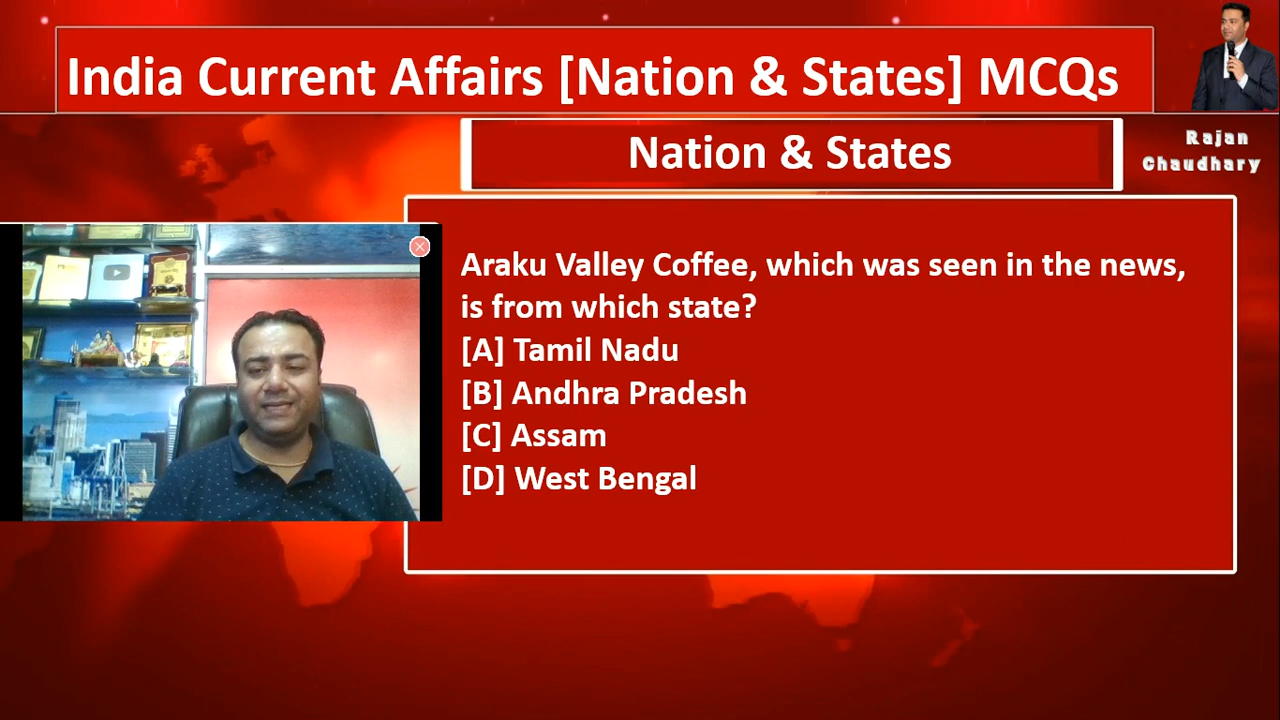 India Current Affairs [Nation & States] MCQs
Nation & States
Rajan
Chaudhary
Araku Valley Coffee, which was seen in the news,
is from which state?
[A] Tamil Nadu
[B] Andhra Pradesh
[C] Assam
[D] West Bengal